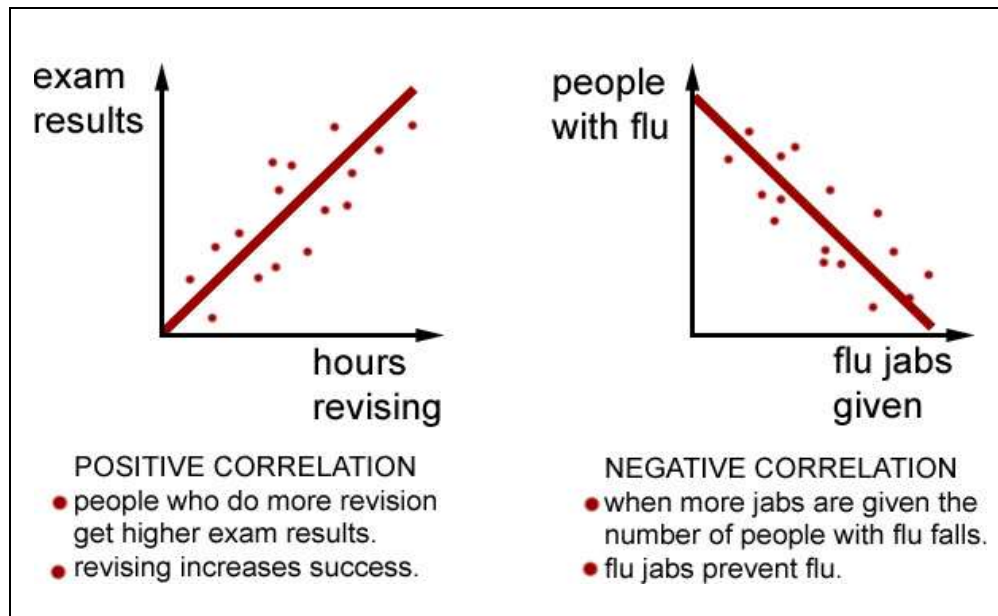 exam
results
hours
revising
POSITIVE CORRELATION
people who do more revision
get higher exam results.
revising increases success.
people
with flu
flu jabs
given
NEGATIVE CORRELATION
when more jabs are given the
number of people with flu falls.
flu jabs prevent flu.